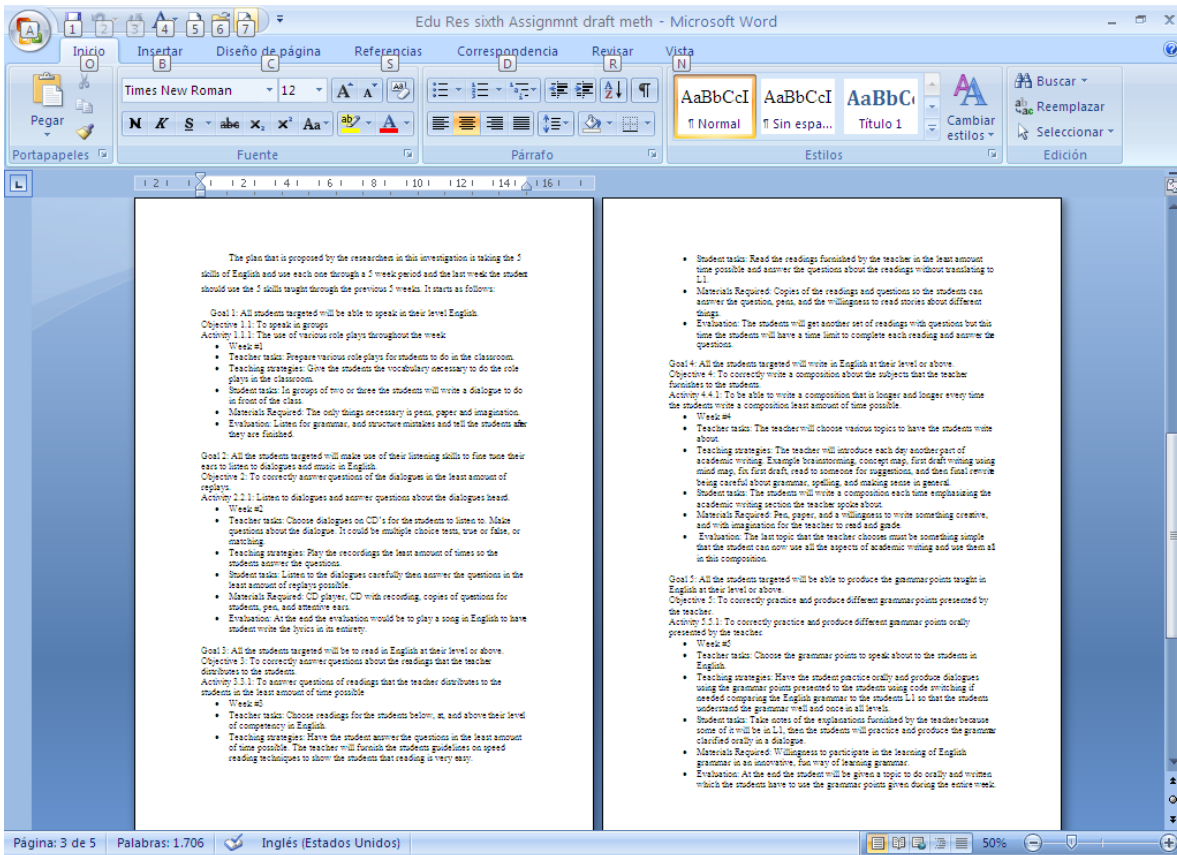 Edu Res sixth Assignmnt draft meth - Microsoft Word
A 1 2 3 4 5 6 7
Inicio Insertar Diseño de página Referencias Correspondencia Revisar Vista
O B C S D R N
Pegar
Times New Roman 12
N K S abc x₂ x² Aa
AaBbCcI AaBbCcI AaBbC
¶ Normal ¶ Sin espa... Título 1
Cambiar estilos
Buscar
Reemplazar
Seleccionar
Portapapeles Fuente Párrafo Estilos Edición
2 2 4 6 8 10 12 14 16
The plan that is proposed by the researchers in this investigation is taking the 5
skills of English and use each one through a 5 week period and the last week the student
should use the 5 skills taught through the previous 5 weeks. It starts as follows:
Goal 1: All students targeted will be able to speak in their level English.
Objective 1.1: To speak in groups
Activity 1.1.1: The use of various role plays throughout the week
• Week #1
• Teacher tasks: Prepare various role plays for students to do in the classroom.
• Teaching strategies: Give the students the vocabulary necessary to do the role
plays in the classroom.
• Student tasks: In groups of two or three the students will write a dialogue to do
in front of the class.
• Materials Required: The only things necessary is pens, paper and imagination.
• Evaluation: Listen for grammar, and structure mistakes and tell the students after
they are finished.
Goal 2: All the students targeted will make use of their listening skills to fine tune their
ears to listen to dialogues and music in English.
Objective 2: To correctly answer questions of the dialogues in the least amount of
replays.
Activity 2.2.1: Listen to dialogues and answer questions about the dialogues heard.
• Week #2
• Teacher tasks: Choose dialogues on CD's for the students to listen to. Make
questions about the dialogue. It could be multiple choice tests, true or false, or
matching.
• Teaching strategies: Play the recordings the least amount of times so the
students answer the questions.
• Student tasks: Listen to the dialogues carefully then answer the questions in the
least amount of replays possible.
• Materials Required: CD player, CD with recording, copies of questions for
students, pen, and attentive ears.
• Evaluation: At the end the evaluation would be to play a song in English to have
student write the lyrics in its entirety.
Goal 3: All the students targeted will be to read in English at their level or above.
Objective 3: To correctly answer questions about the readings that the teacher
distributes to the students.
Activity 3.3.1: To answer questions of readings that the teacher distributes to the
students in the least amount of time possible
• Week #3
• Teacher tasks: Choose readings for the students below, at, and above their level
of competency in English.
• Teaching strategies: Have the student answer the questions in the least amount
of time possible. The teacher will furnish the students guidelines on speed
reading techniques to show the students that reading is very easy.
• Student tasks: Read the readings furnished by the teacher in the least amount
time possible and answer the questions about the readings without translating to
L1.
• Materials Required: Copies of the readings and questions so the students can
answer the question, pens, and the willingness to read stories about different
things.
• Evaluation: The students will get another set of readings with questions but this
time the students will have a time limit to complete each reading and answer the
questions.
Goal 4: All the students targeted will write in English at their level or above.
Objective 4: To correctly write a composition about the subjects that the teacher
furnishes to the students.
Activity 4.4.1: To be able to write a composition that is longer and longer every time
the students write a composition least amount of time possible.
• Week #4
• Teacher tasks: The teacher will choose various topics to have the students write
about.
• Teaching strategies: The teacher will introduce each day another part of
academic writing. Example brainstorming, concept map, first draft writing using
mind map, fix first draft, read to someone for suggestions, and then final rewrite
being careful about grammar, spelling, and making sense in general.
• Student tasks: The students will write a composition each time emphasizing the
academic writing section the teacher spoke about.
• Materials Required: Pen, paper, and a willingness to write something creative,
and with imagination for the teacher to read and grade.
• Evaluation: The last topic that the teacher chooses must be something simple
that the student can now use all the aspects of academic writing and use them all
in this composition.
Goal 5: All the students targeted will be able to produce the grammar points taught in
English at their level or above.
Objective 5: To correctly practice and produce different grammar points presented by
the teacher.
Activity 5.5.1: To correctly practice and produce different grammar points orally
presented by the teacher.
• Week #5
• Teacher tasks: Choose the grammar points to speak about to the students in
English.
• Teaching strategies: Have the student practice orally and produce dialogues
using the grammar points presented to the students using code switching if
needed comparing the English grammar to the students L1 so that the students
understand the grammar well and once in all levels.
• Student tasks: Take notes of the explanations furnished by the teacher because
some of it will be in L1, then the students will practice and produce the grammar
clarified orally in a dialogue.
• Materials Required: Willingness to participate in the learning of English
grammar in an innovative, fun way of learning grammar.
• Evaluation: At the end the student will be given a topic to do orally and written
which the students have to use the grammar points given during the entire week.
Página: 3 de 5 Palabras: 1.706 Inglés (Estados Unidos) 50%